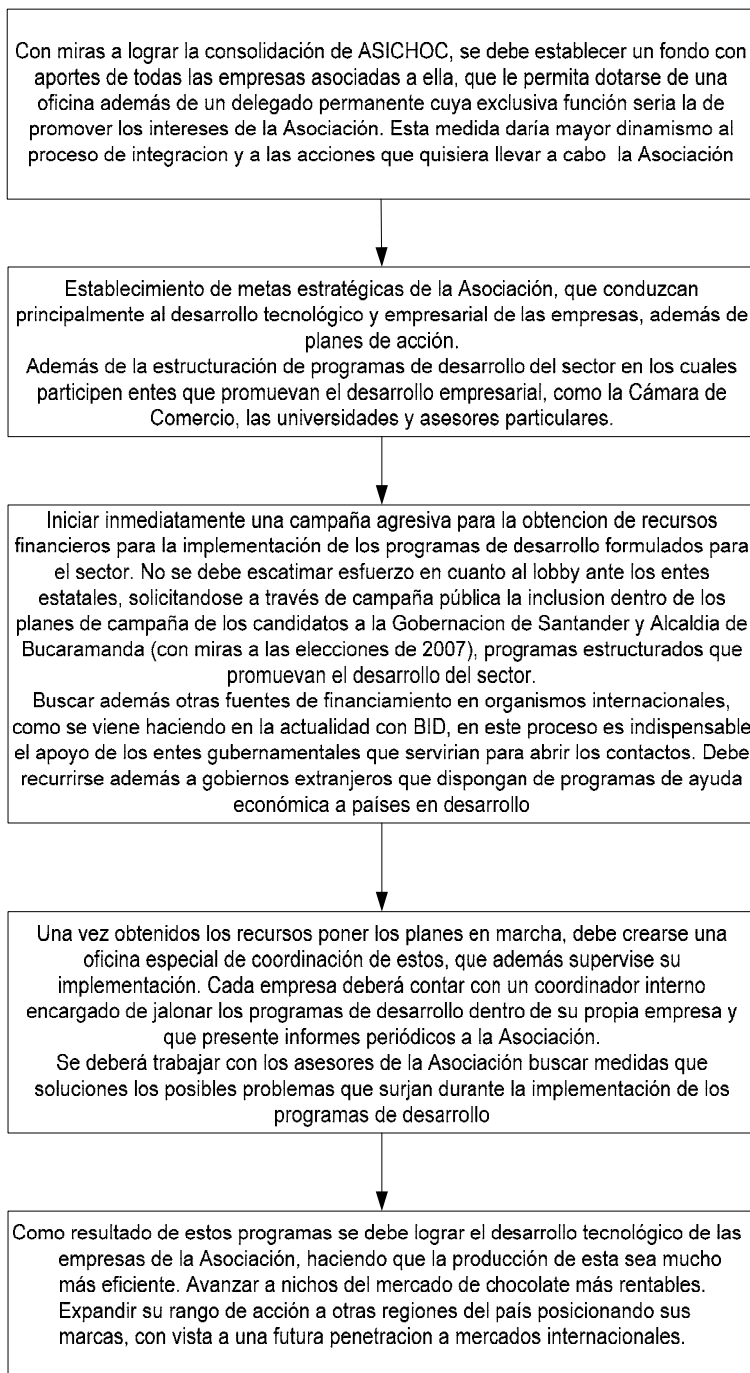 Con miras a lograr la consolidación de ASICHOC, se debe establecer un fondo con
aportes de todas las empresas asociadas a ella, que le permita dotarse de una
oficina además de un delegado permanente cuya exclusiva función seria la de
promover los intereses de la Asociación. Esta medida daría mayor dinamismo al
proceso de integracion y a las acciones que quisiera llevar a cabo la Asociación
Establecimiento de metas estratégicas de la Asociación, que conduzcan
principalmente al desarrollo tecnológico y empresarial de las empresas, además de
planes de acción.
Además de la estructuración de programas de desarrollo del sector en los cuales
participen entes que promuevan el desarrollo empresarial, como la Cámara de
Comercio, las universidades y asesores particulares.
Iniciar inmediatamente una campaña agresiva para la obtencion de recursos
financieros para la implementación de los programas de desarrollo formulados para
el sector. No se debe escatimar esfuerzo en cuanto al lobby ante los entes
estatales, solicitandose a través de campaña pública la inclusion dentro de los
planes de campaña de los candidatos a la Gobernacion de Santander y Alcaldia de
Bucaramanda (con miras a las elecciones de 2007), programas estructurados que
promuevan el desarrollo del sector.
Buscar además otras fuentes de financiamiento en organismos internacionales,
como se viene haciendo en la actualidad con BID, en este proceso es indispensable
el apoyo de los entes gubernamentales que servirian para abrir los contactos. Debe
recurrirse además a gobiernos extranjeros que dispongan de programas de ayuda
económica a países en desarrollo
Una vez obtenidos los recursos poner los planes en marcha, debe crearse una
oficina especial de coordinación de estos, que además supervise su
implementación. Cada empresa deberá contar con un coordinador interno
encargado de jalonar los programas de desarrollo dentro de su propia empresa y
que presente informes periódicos a la Asociación.
Se deberá trabajar con los asesores de la Asociación buscar medidas que
soluciones los posibles problemas que surjan durante la implementación de los
programas de desarrollo
Como resultado de estos programas se debe lograr el desarrollo tecnológico de las
empresas de la Asociación, haciendo que la producción de esta sea mucho
más eficiente. Avanzar a nichos del mercado de chocolate más rentables.
Expandir su rango de acción a otras regiones del país posicionando sus
marcas, con vista a una futura penetracion a mercados internacionales.